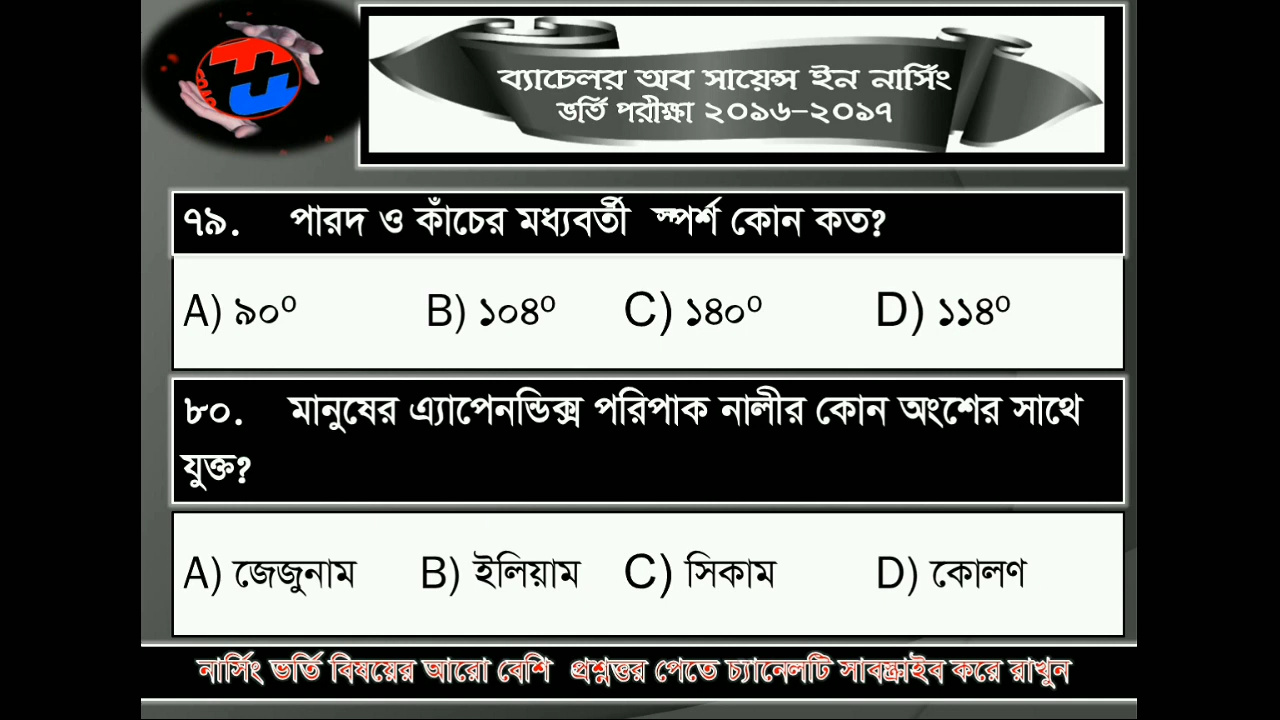 ব্যাচেলর অব সায়েন্স ইন নার্সিং
ভর্তি পরীক্ষা ২০১৬-২০১৭
৭৯. পারদ ও কাঁচের মধ্যবর্তী স্পর্শ কোন কত?
A) ৯০⁰ B) ১০৪⁰ C) ১৪০⁰ D) ১১৪⁰
৮০. মানুষের এ্যাপেনন্ডিক্স পরিপাক নালীর কোন অংশের সাথে
যুক্ত?
A) জেজুনাম B) ইলিয়াম C) সিকাম D) কোলণ
নার্সিং ভর্তি বিষয়ের আরো বেশি প্রশ্নত্তর পেতে চ্যানেলটি সাবস্ক্রাইব করে রাখুন